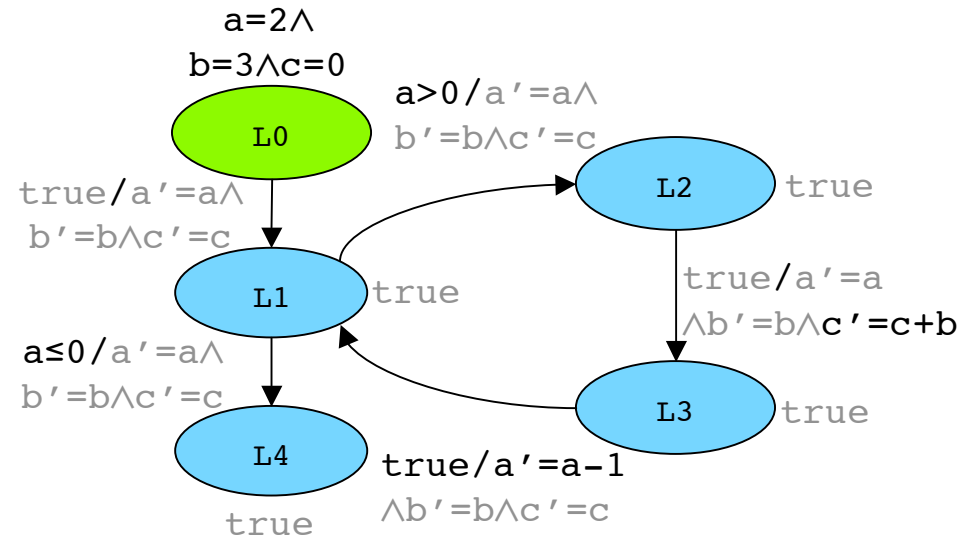 a=2∧
b=3∧c=0
L0
a>0/a′=a∧
b′=b∧c′=c
L2
true
true/a′=a∧
b′=b∧c′=c
L1
true
true/a′=a
∧b′=b∧c′=c+b
a≤0/a′=a∧
b′=b∧c′=c
L3
true
L4
true/a′=a-1
∧b′=b∧c′=c
true